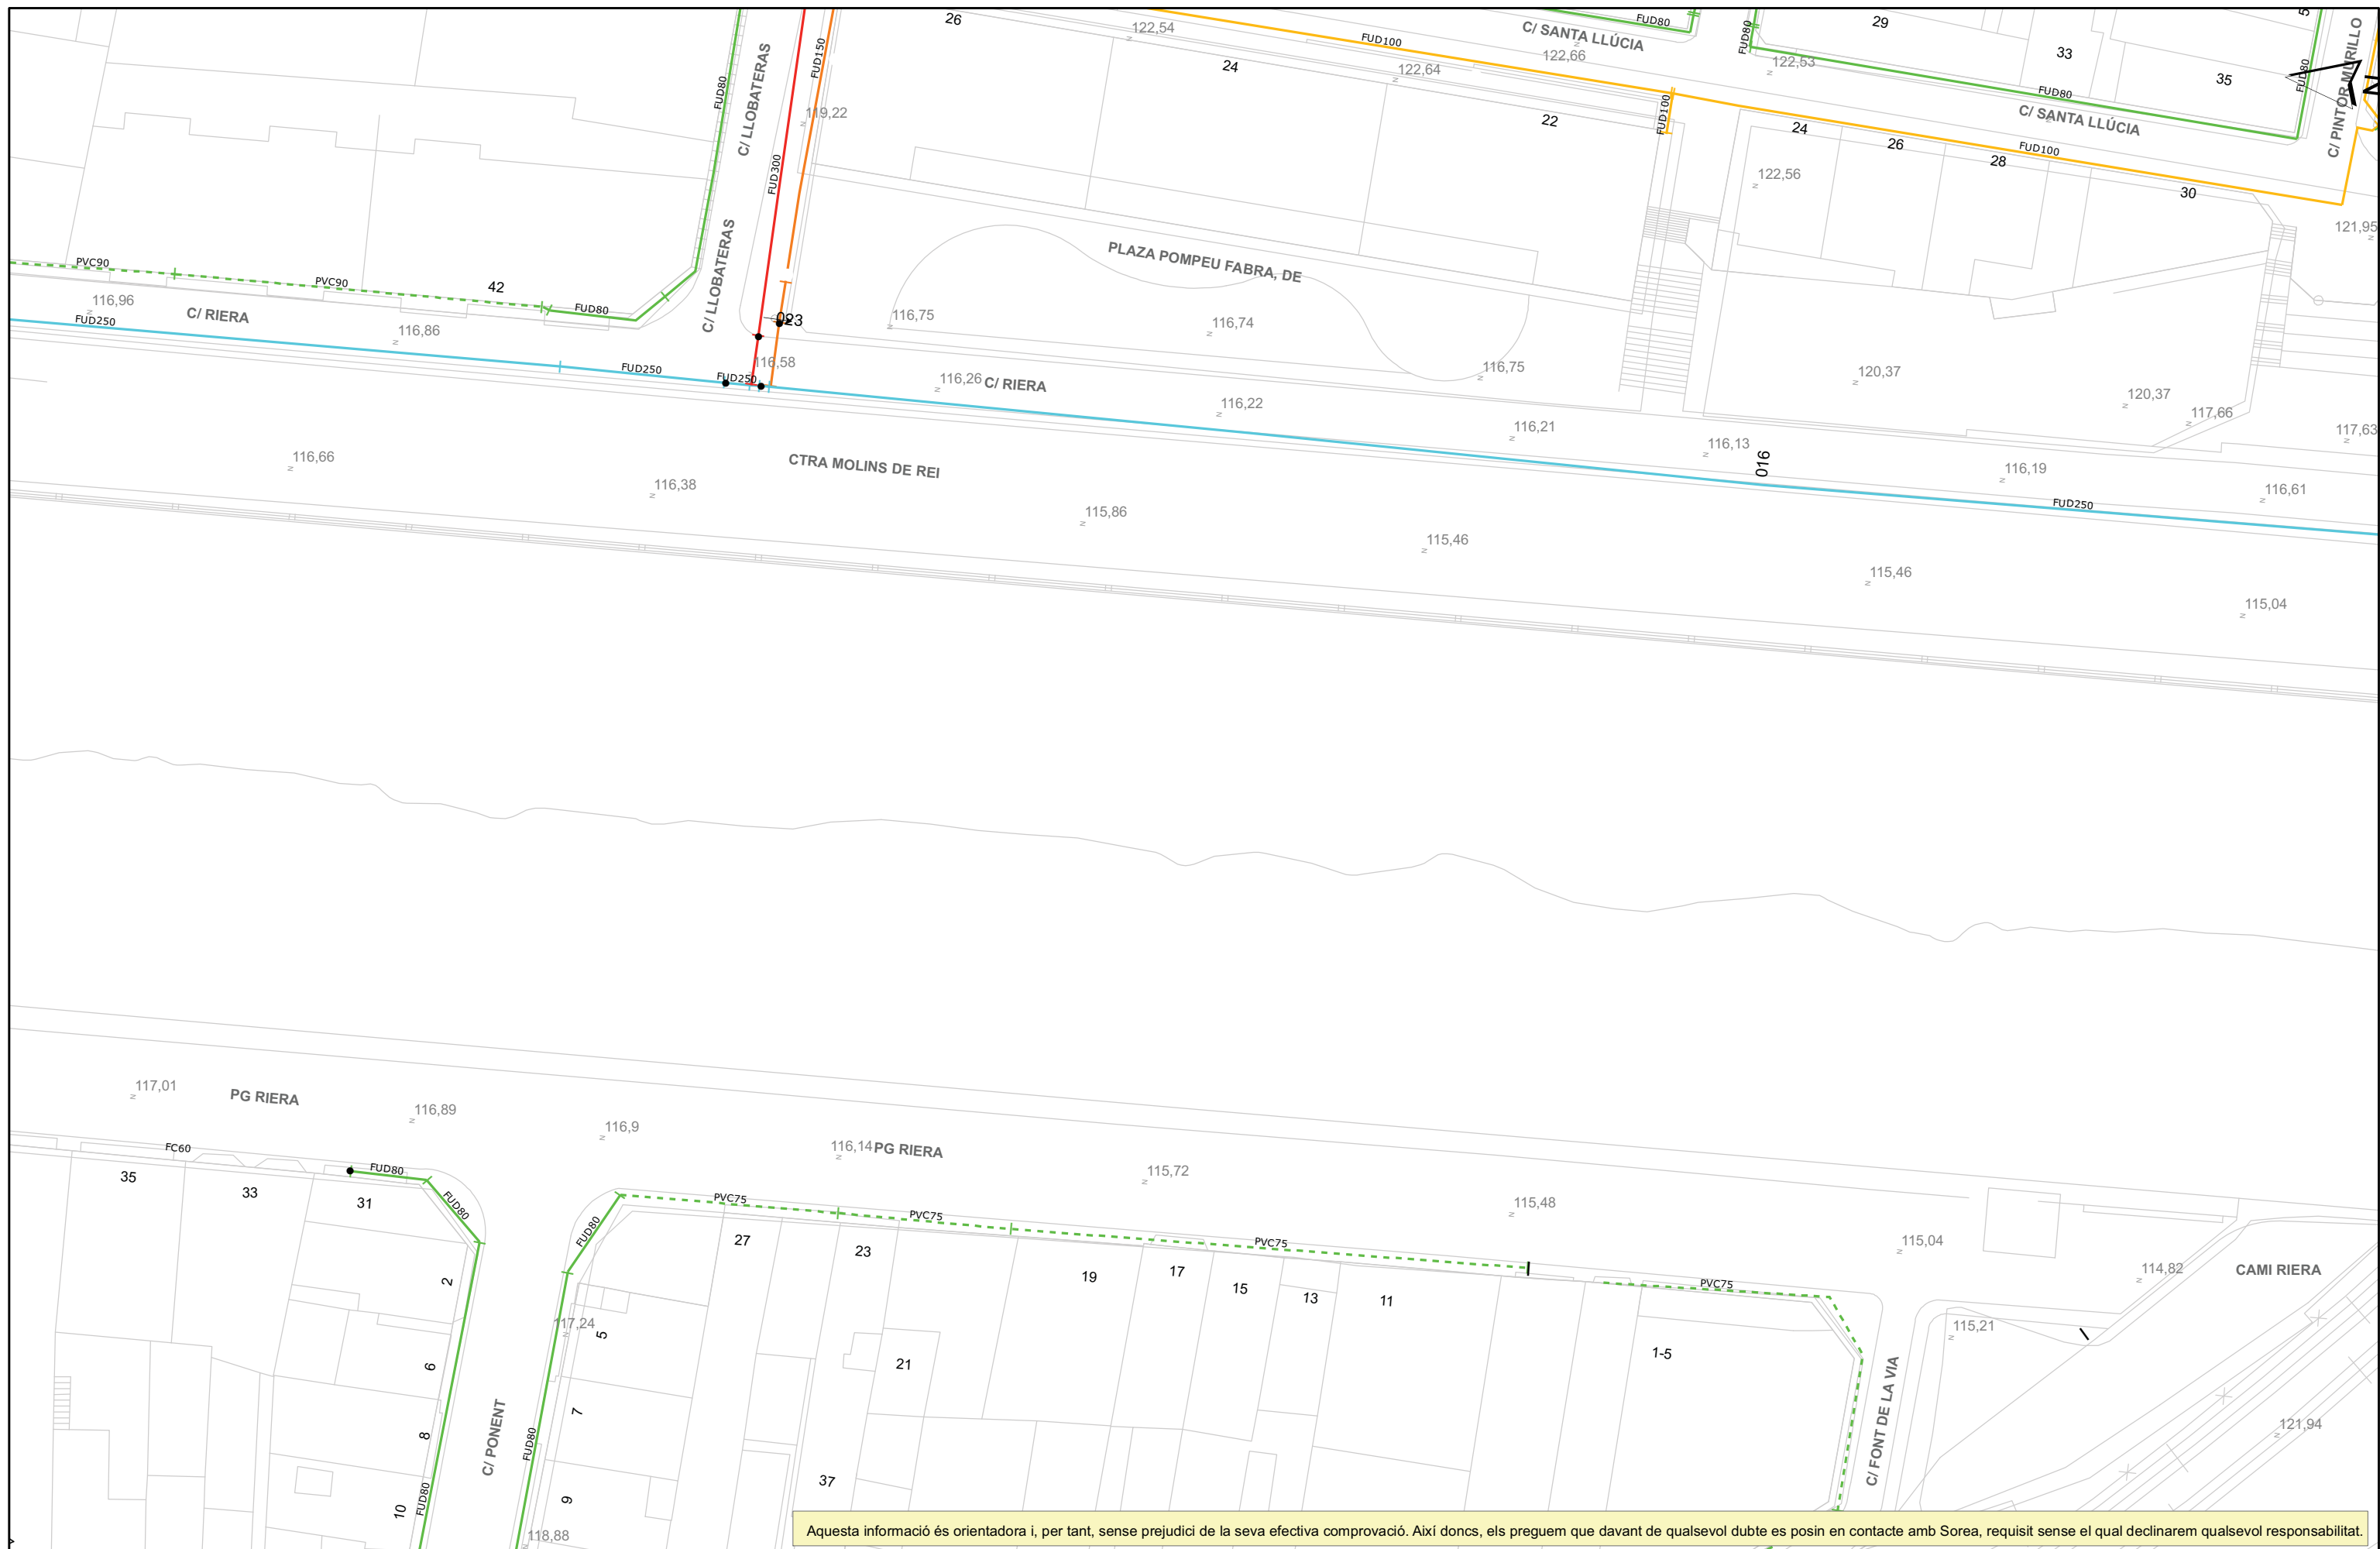 26
122,54
FUD80
C/ SANTA LLÚCIA
FUD80
29
5
C/ PINTOR MURILLO
FUD150
C/ LLOBATERAS
FUD80
24
FUD100
122,64
122,66
122,53
33
35
FUD80
N
FUD80
119,22
FUD300
22
FUD100
C/ SANTA LLÚCIA
24
26
28
FUD100
30
122,56
121,95
PLAZA POMPEU FABRA, DE
C/ LLOBATERAS
PVC90
PVC90
42
FUD80
116,96
C/ RIERA
FUD250
116,86
023
116,75
116,74
116,58
FUD250
FUD250
116,26
C/ RIERA
116,75
120,37
120,37
117,66
117,63
116,22
116,21
116,13
016
116,19
116,61
FUD250
116,66
CTRA MOLINS DE REI
116,38
115,86
115,46
115,46
115,04
117,01
PG RIERA
116,89
116,9
116,14
PG RIERA
115,72
115,48
115,04
114,82
CAMI RIERA
FC60
FUD80
FUD80
35
33
31
2
FUD80
PVC75
PVC75
PVC75
PVC75
27
23
19
17
15
13
11
1-5
117,24
5
21
6
7
8
C/ PONENT
FUD80
10
FUD80
9
37
118,88
C/ FONT DE LA VIA
115,21
121,94
Aquesta informació és orientadora i, per tant, sense prejudici de la seva efectiva comprovació. Així doncs, els preguem que davant de qualsevol dubte es posin en contacte amb Sorea, requisit sense el qual declinarem qualsevol responsabilitat.